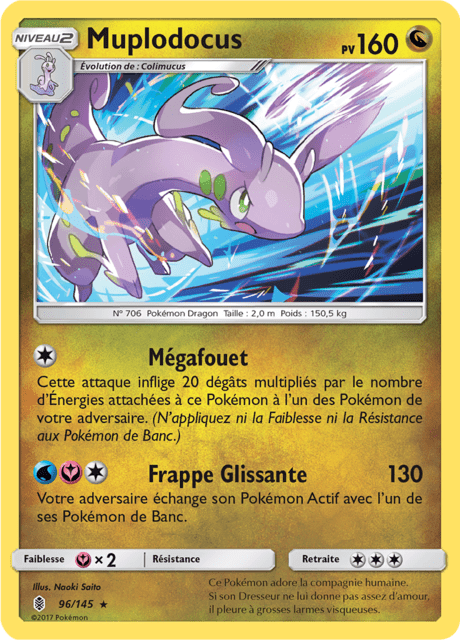 NIVEAU 2
Muplodocus
PV 160
Évolution de : Colimucus
N° 706 Pokémon Dragon Taille : 2,0 m Poids : 150,5 kg
Mégafouet
Cette attaque inflige 20 dégâts multipliés par le nombre
d'Énergies attachées à ce Pokémon à l'un des Pokémon de
votre adversaire. (N'appliquez ni la Faiblesse ni la Résistance
aux Pokémon de Banc.)
Frappe Glissante 130
Votre adversaire échange son Pokémon Actif avec l'un de
ses Pokémon de Banc.
Faiblesse × 2 Résistance Retraite
Illus. Naoki Saito
96/145 ★
©2017 Pokémon
Ce Pokémon adore la compagnie humaine.
Si son Dresseur ne lui donne pas assez d'amour,
il pleure à grosses larmes visqueuses.